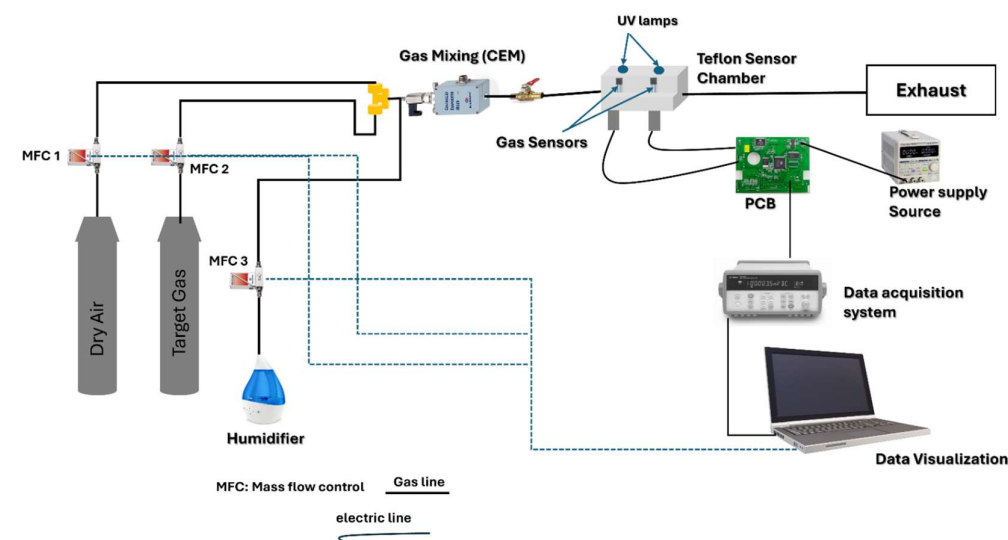 UV lamps
Gas Mixing (CEM)
Teflon Sensor
Chamber
Exhaust
Gas Sensors
MFC 1
MFC 2
PCB
Power supply
Source
MFC 3
Dry Air
Target Gas
Data acquisition
system
Humidifier
Data Visualization
MFC: Mass flow control
Gas line
electric line